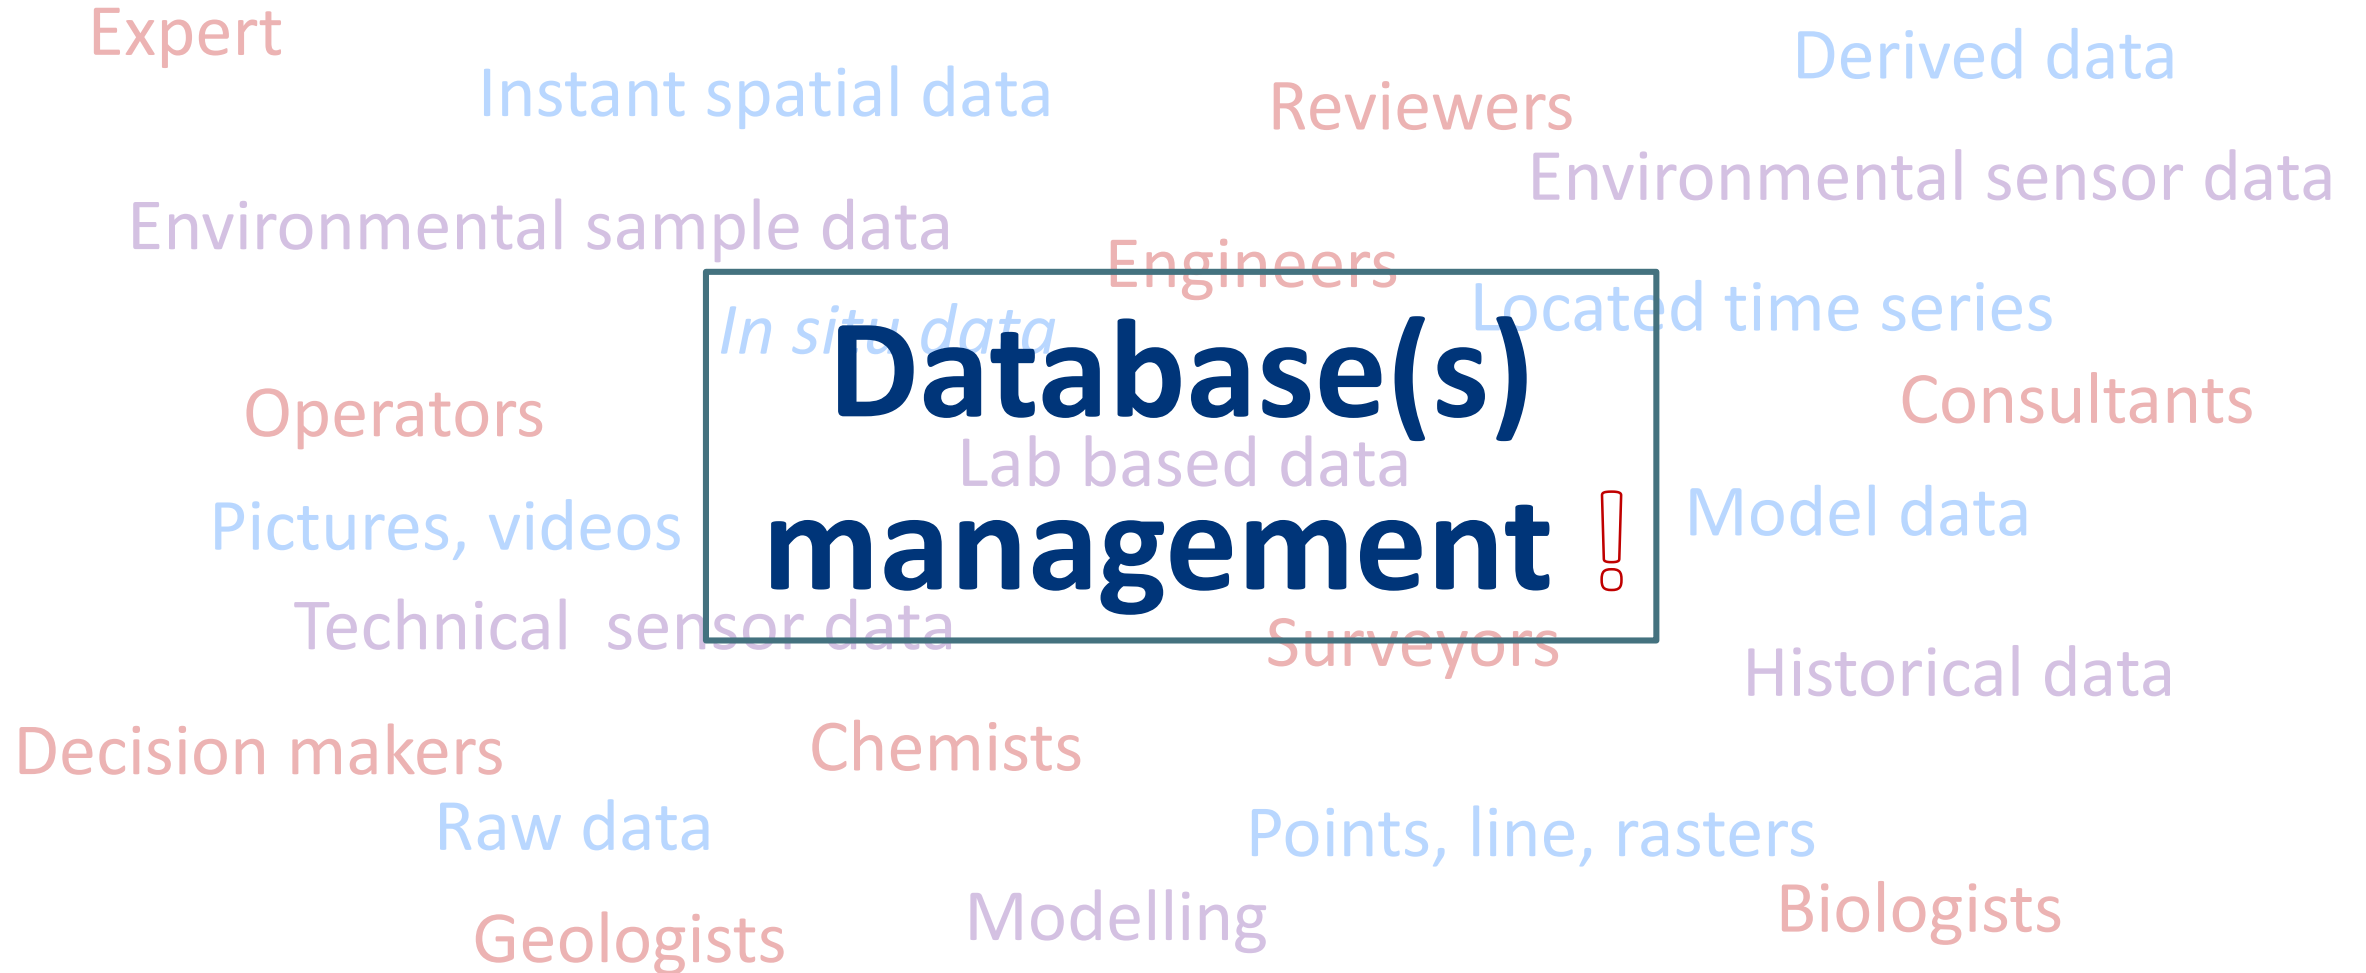 Expert
Derived data
Instant spatial data
Reviewers
Environmental sensor data
Environmental sample data
Engineers
Located time series
In situ data
Database(s)
Operators
Consultants
Lab based data
Pictures, videos
management !
Model data
Technical  sensor data
Surveyors
Historical data
Decision makers
Chemists
Raw data
Points, line, rasters
Modelling
Biologists
Geologists